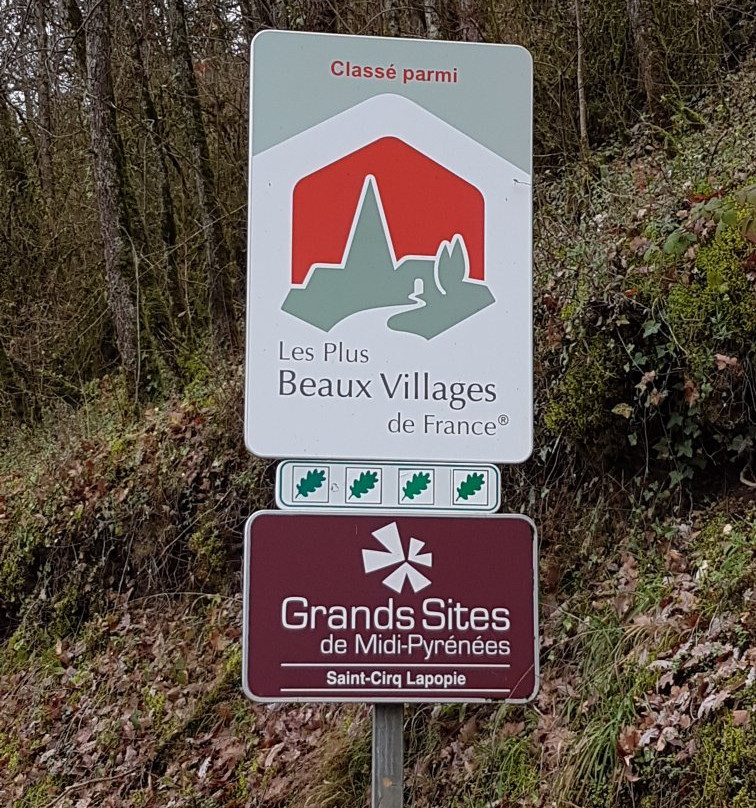 Classé parmi
Les Plus
Beaux Villages
de France®
Grands Sites
de Midi-Pyrénées
Saint-Cirq Lapopie